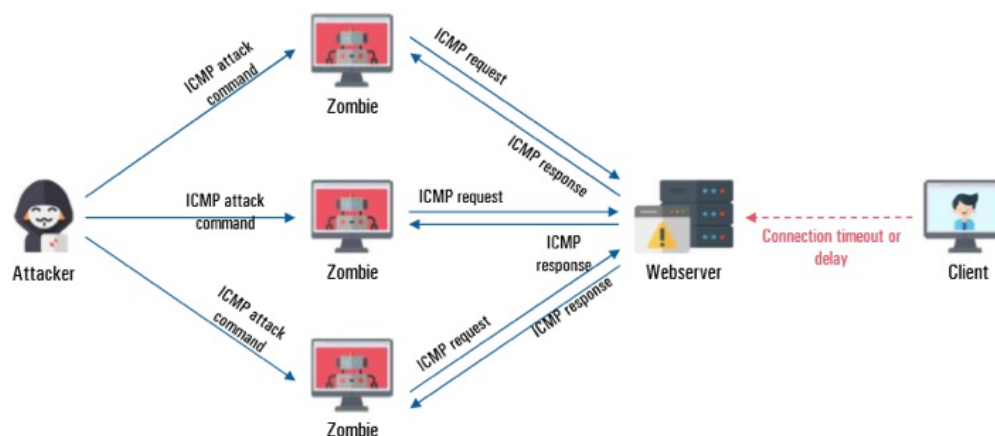 ICMP attack
command
Zombie
ICMP request
ICMP response
Attacker
ICMP attack
command
Zombie
ICMP request
ICMP
response
Webserver
Connection timeout or
delay
Client
ICMP attack
command
Zombie
ICMP request
ICMP response